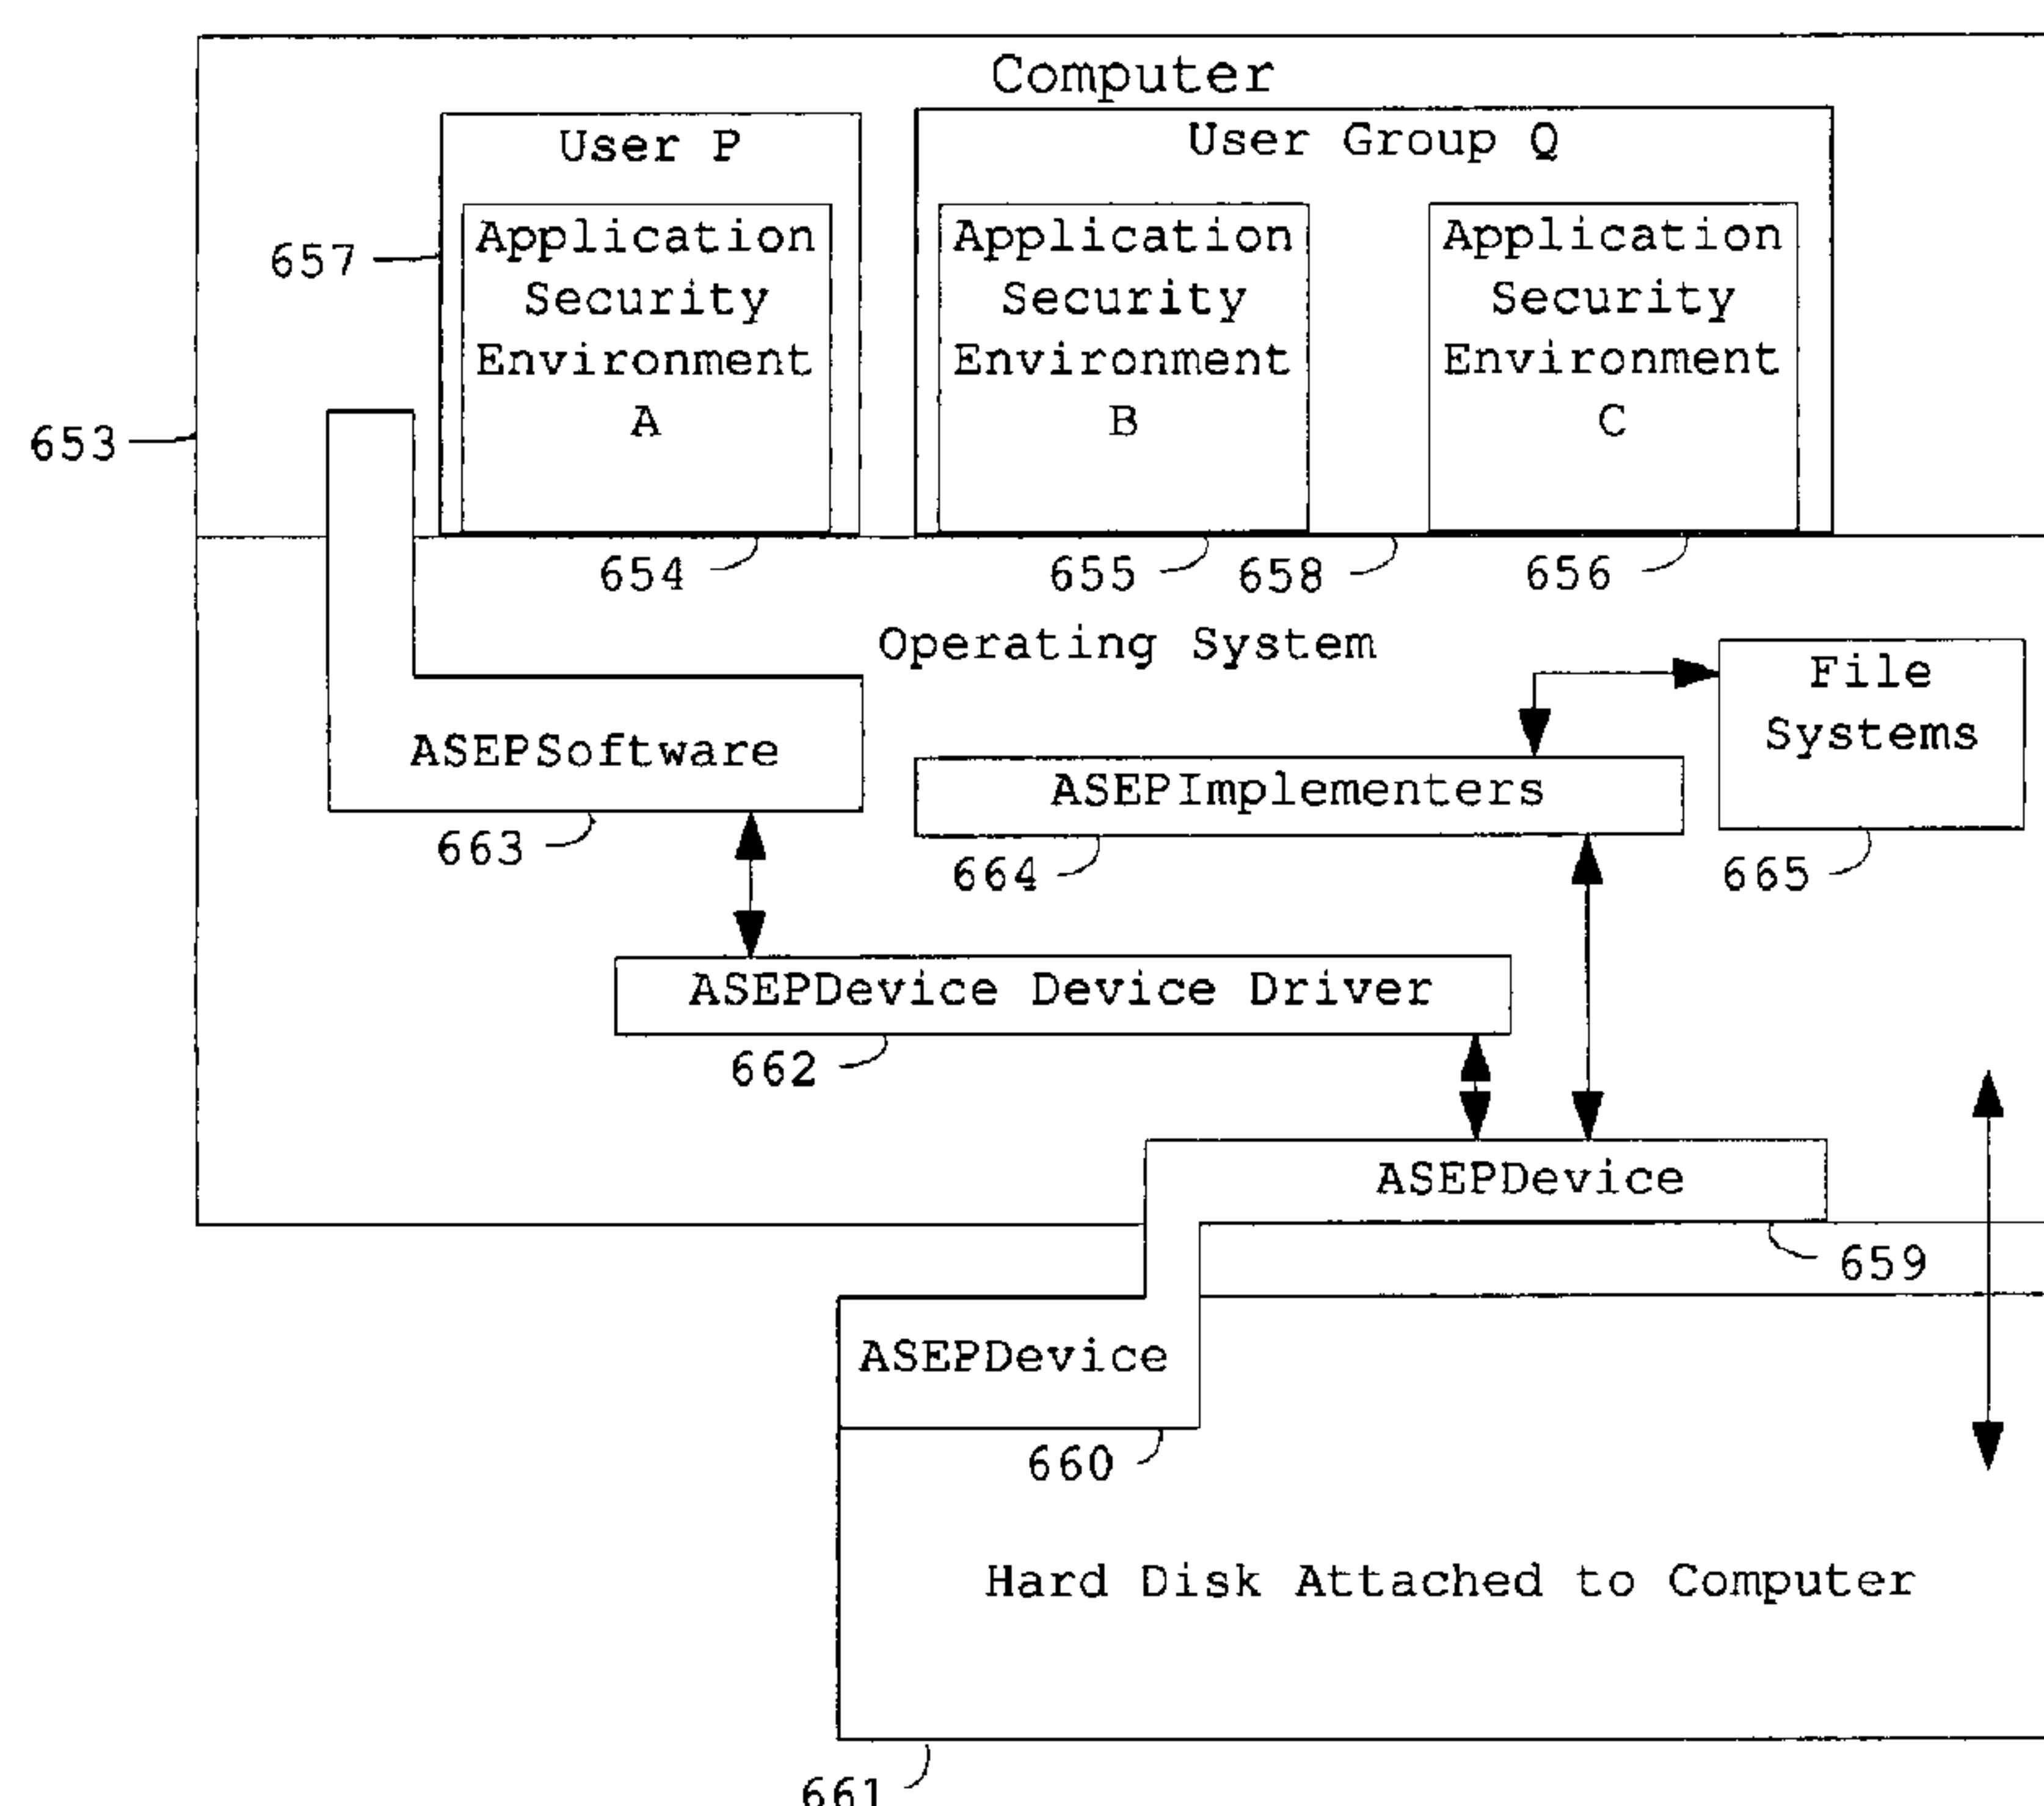 Computer
User P
User Group Q
Application
Security
Environment
A
Application
Security
Environment
B
Application
Security
Environment
C
657
653
654
655
658
656
Operating System
File
Systems
ASEPSoftware
ASEPImplementers
663
664
665
ASEPDevice Device Driver
662
ASEPDevice
659
ASEPDevice
660
Hard Disk Attached to Computer
661